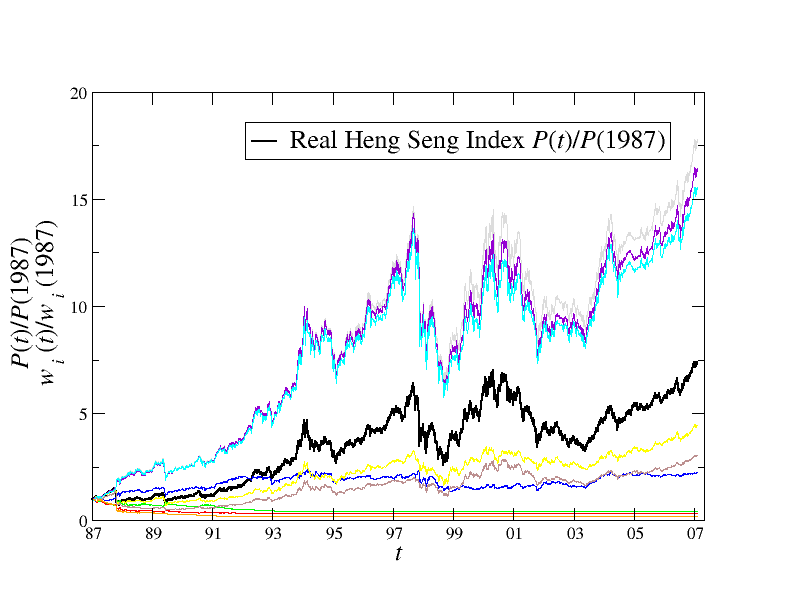 20
Real Heng Seng Index P(t)/P(1987)
15
10
5
0
P(t)/P(1987)
w_i(t)/w_i(1987)
87 89 91 93 95 97 99 01 03 05 07
t